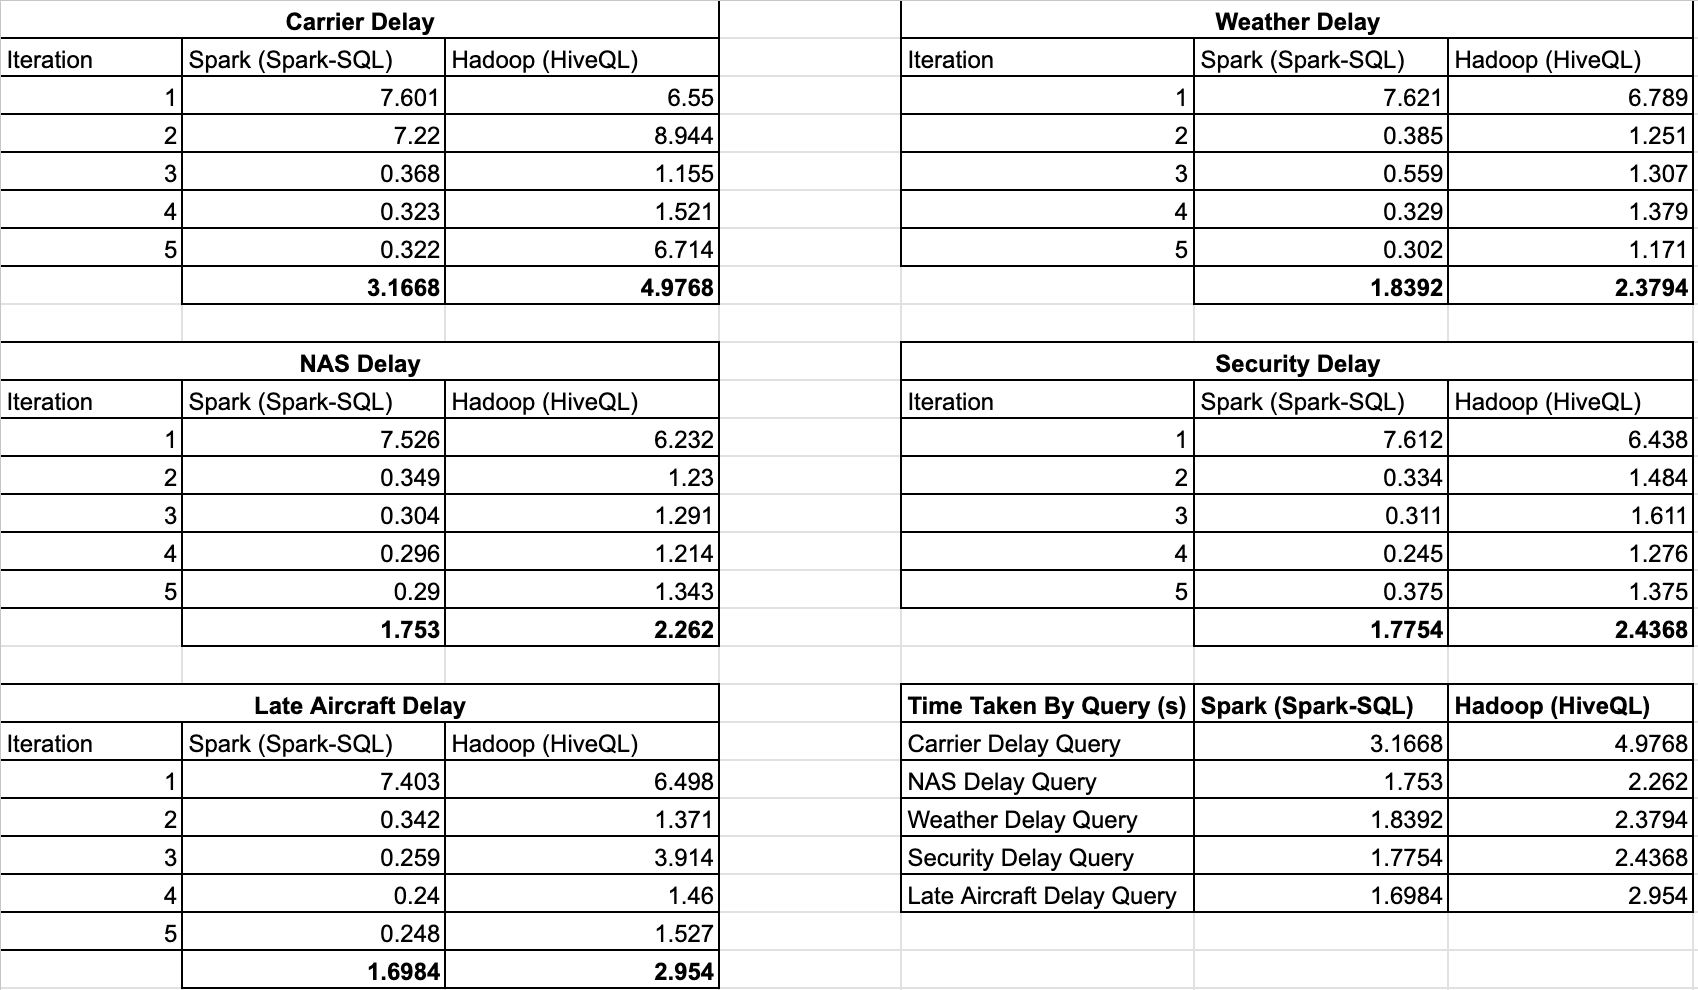 Carrier Delay
Iteration Spark (Spark-SQL) Hadoop (HiveQL)
1 7.601 6.55
2 7.22 8.944
3 0.368 1.155
4 0.323 1.521
5 0.322 6.714
3.1668 4.9768
Weather Delay
Iteration Spark (Spark-SQL) Hadoop (HiveQL)
1 7.621 6.789
2 0.385 1.251
3 0.559 1.307
4 0.329 1.379
5 0.302 1.171
1.8392 2.3794
NAS Delay
Iteration Spark (Spark-SQL) Hadoop (HiveQL)
1 7.526 6.232
2 0.349 1.23
3 0.304 1.291
4 0.296 1.214
5 0.29 1.343
1.753 2.262
Security Delay
Iteration Spark (Spark-SQL) Hadoop (HiveQL)
1 7.612 6.438
2 0.334 1.484
3 0.311 1.611
4 0.245 1.276
5 0.375 1.375
1.7754 2.4368
Late Aircraft Delay
Iteration Spark (Spark-SQL) Hadoop (HiveQL)
1 7.403 6.498
2 0.342 1.371
3 0.259 3.914
4 0.24 1.46
5 0.248 1.527
1.6984 2.954
Time Taken By Query (s) Spark (Spark-SQL) Hadoop (HiveQL)
Carrier Delay Query 3.1668 4.9768
NAS Delay Query 1.753 2.262
Weather Delay Query 1.8392 2.3794
Security Delay Query 1.7754 2.4368
Late Aircraft Delay Query 1.6984 2.954